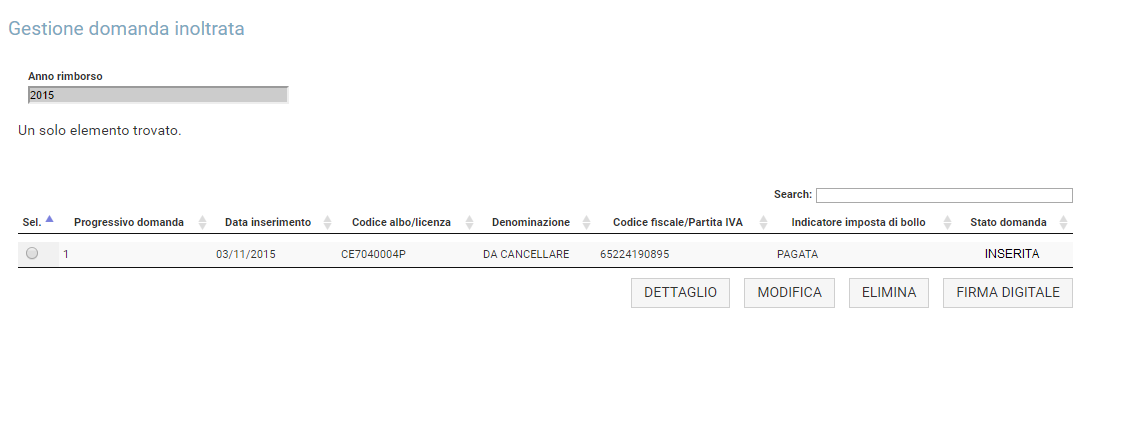 Gestione domanda inoltrata
Anno rimborso
2015
Un solo elemento trovato.
Search:
Sel. Progressivo domanda Data inserimento Codice albo/licenza Denominazione Codice fiscale/Partita IVA Indicatore imposta di bollo Stato domanda
1 03/11/2015 CE7040004P DA CANCELLARE 65224190895 PAGATA INSERITA
DETTAGLIO MODIFICA ELIMINA FIRMA DIGITALE